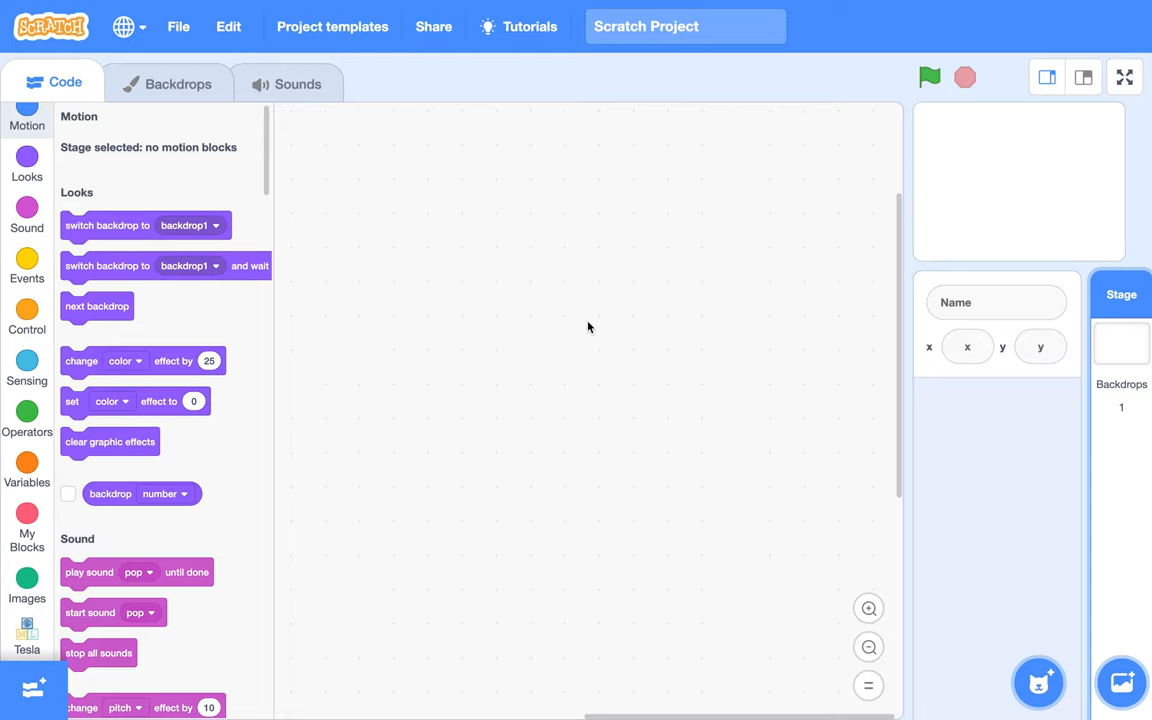 SCRATCH File Edit Project templates Share Tutorials Scratch Project
Code Backdrops Sounds
Motion
Looks
Sound
Events
Control
Sensing
Operators
Variables
My
Blocks
Images
Tesla
Motion
Stage selected: no motion blocks
Looks
switch backdrop to backdrop1
switch backdrop to backdrop1 and wait
next backdrop
change color effect by 25
set color effect to 0
clear graphic effects
backdrop number
Sound
play sound pop until done
start sound pop
stop all sounds
change pitch effect by 10
Name
x x y y
Stage
Backdrops
1